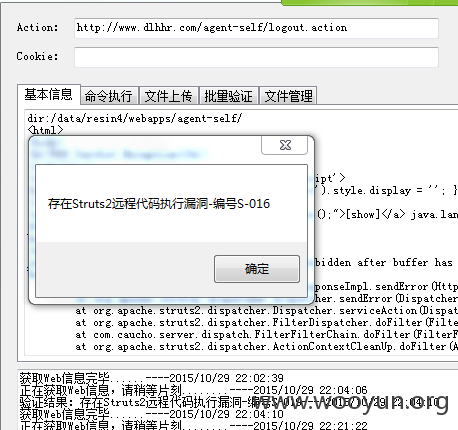 Action: http://www.dlhhr.com/agent-self/logout.action
Cookie:
基本信息 命令执行 文件上传 批量验证 文件管理
dir:/data/resin4/webapps/agent-self/
<html>
ipt'>
').style.display = ''; }
存在Struts2远程代码执行漏洞-编号S-016
();">[show]</a> java.lan
确定
bidden after buffer has
ponseImpl.sendError(Http
at org.apache.struts2.dispatcher.Dispatcher.sendError(Dispatcher
at org.apache.struts2.dispatcher.Dispatcher.serviceAction(Dispat
at org.apache.struts2.dispatcher.FilterDispatcher.doFilter(Filte
at com.caucho.server.dispatch.FilterFilterChain.doFilter(FilterF
at org.apache.struts2.dispatcher.ActionContextCleanUp.doFilter(A
获取Web信息完毕......----2015/10/29 22:02:39
正在获取Web信息，请稍等片刻.......----2015/10/29 22:04:06
验证结果：存在Struts2远程代码执行漏洞-编号S-016----2015/10/29 22:04:10
获取Web信息完毕......----2015/10/29 22:04:10
正在获取Web信息，请稍等片刻.......----2015/10/29 22:21:22
www.wooyun.org